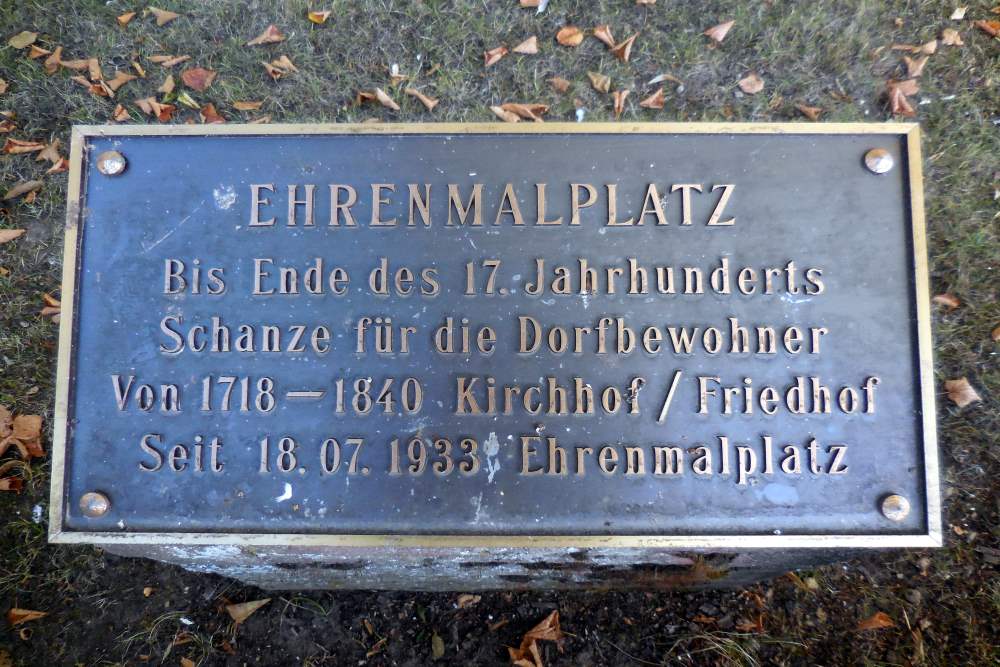 EHRENMALPLATZ
Bis Ende des 17. Jahrhunderts
Schanze für die Dorfbewohner
Von 1718 — 1840 Kirchhof / Friedhof
Seit 18. 07. 1933 Ehrenmalplatz